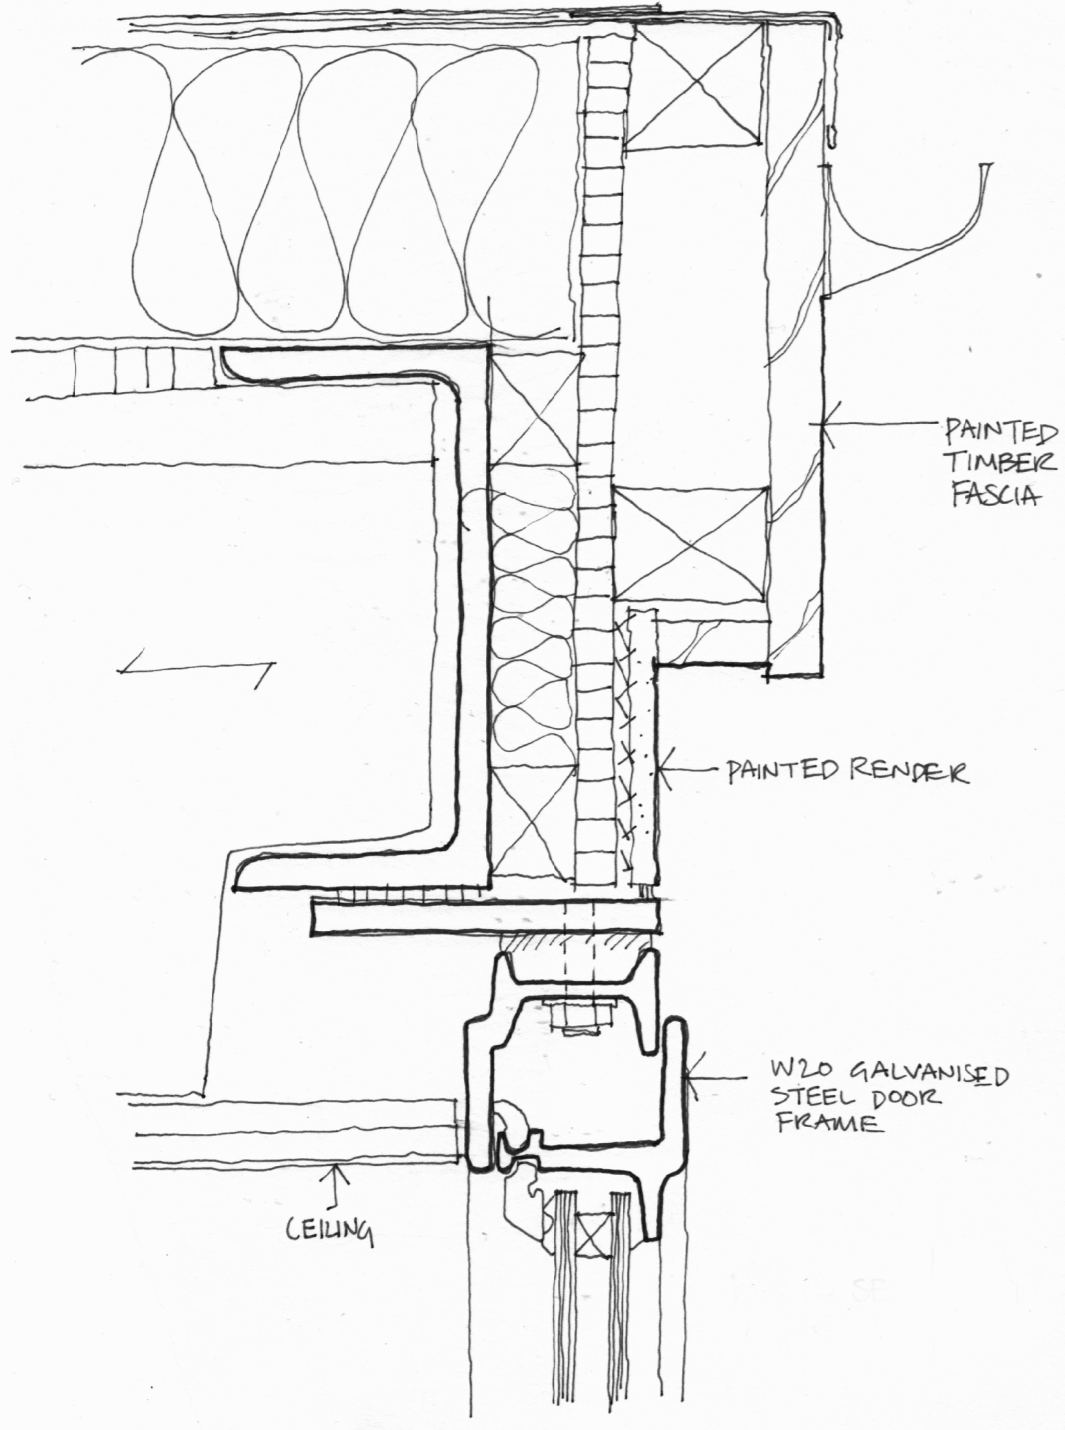 PAINTED
TIMBER
FASCIA
PAINTED RENDER
W20 GALVANISED
STEEL DOOR
FRAME
CEILING